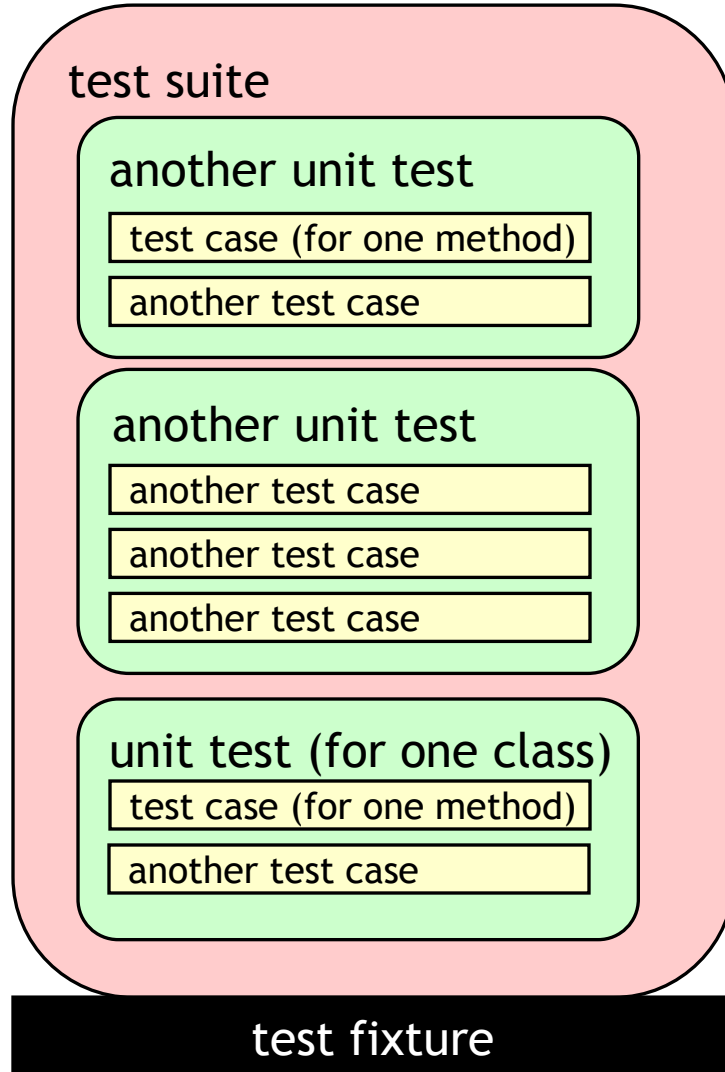 test suite
another unit test
test case (for one method)
another test case
another unit test
another test case
another test case
another test case
unit test (for one class)
test case (for one method)
another test case
test fixture